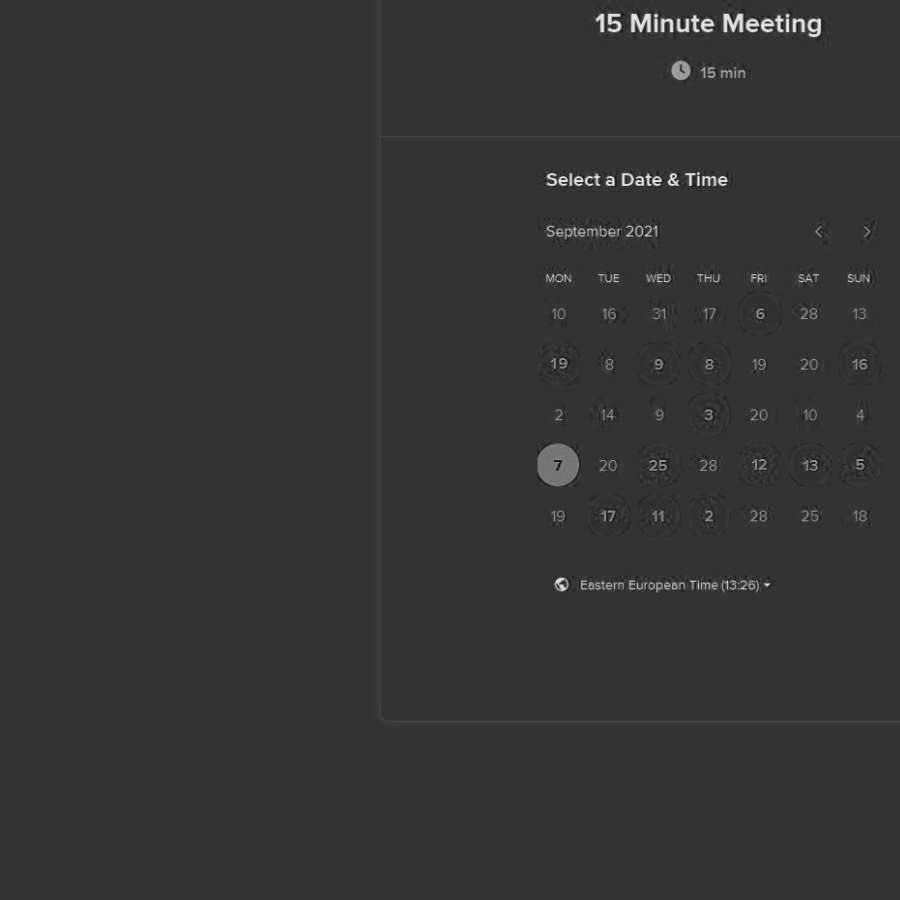 15 Minute Meeting
15 min
Select a Date & Time
September 2021
MON TUE WED THU FRI SAT SUN
10 16 31 17 6 28 13
19 8 9 8 19 20 16
2 14 9 3 20 10 4
7 20 25 28 12 13 5
19 17 11 2 28 25 18
Eastern European Time (13:26)